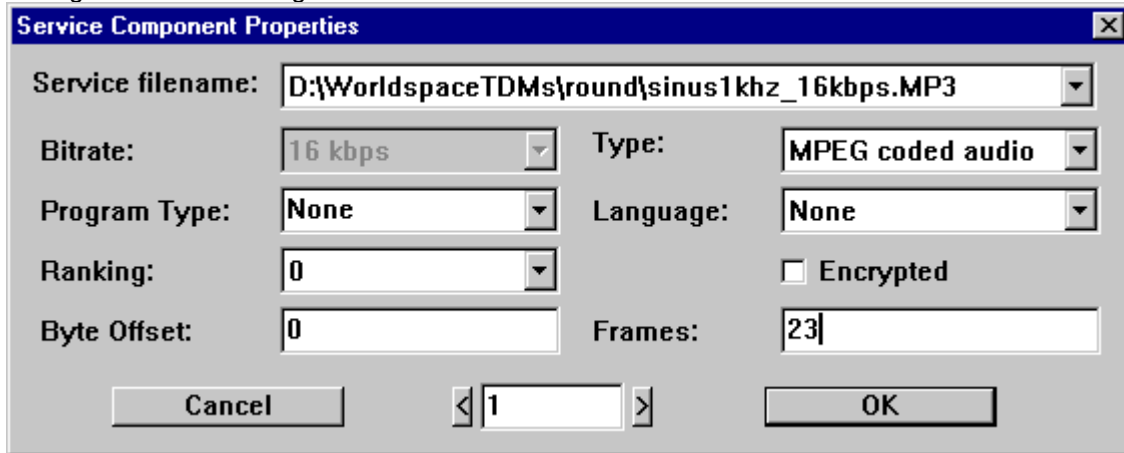 Service Component Properties
Service filename: D:\WorldspaceTDMs\round\sinus1khz_16kbps.MP3
Bitrate: 16 kbps Type: MPEG coded audio
Program Type: None Language: None
Ranking: 0 Encrypted
Byte Offset: 0 Frames: 23
Cancel < 1 > OK